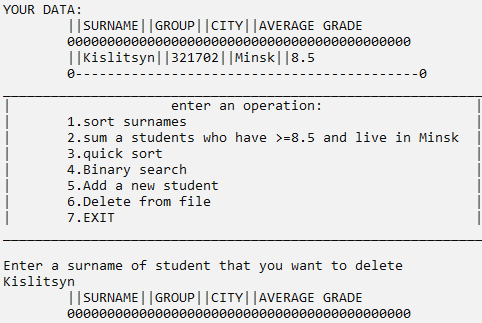 YOUR DATA:
||SURNAME||GROUP||CITY||AVERAGE GRADE
0000000000000000000000000000000000000000000
||Kislitsyn||321702||Minsk||8.5
0-------------------------------------------0
____________________________________________________________
| enter an operation: |
| 1.sort surnames |
| 2.sum a students who have >=8.5 and live in Minsk |
| 3.quick sort |
| 4.Binary search |
| 5.Add a new student |
| 6.Delete from file |
| 7.EXIT |
____________________________________________________________
Enter a surname of student that you want to delete
Kislitsyn
||SURNAME||GROUP||CITY||AVERAGE GRADE
0000000000000000000000000000000000000000000